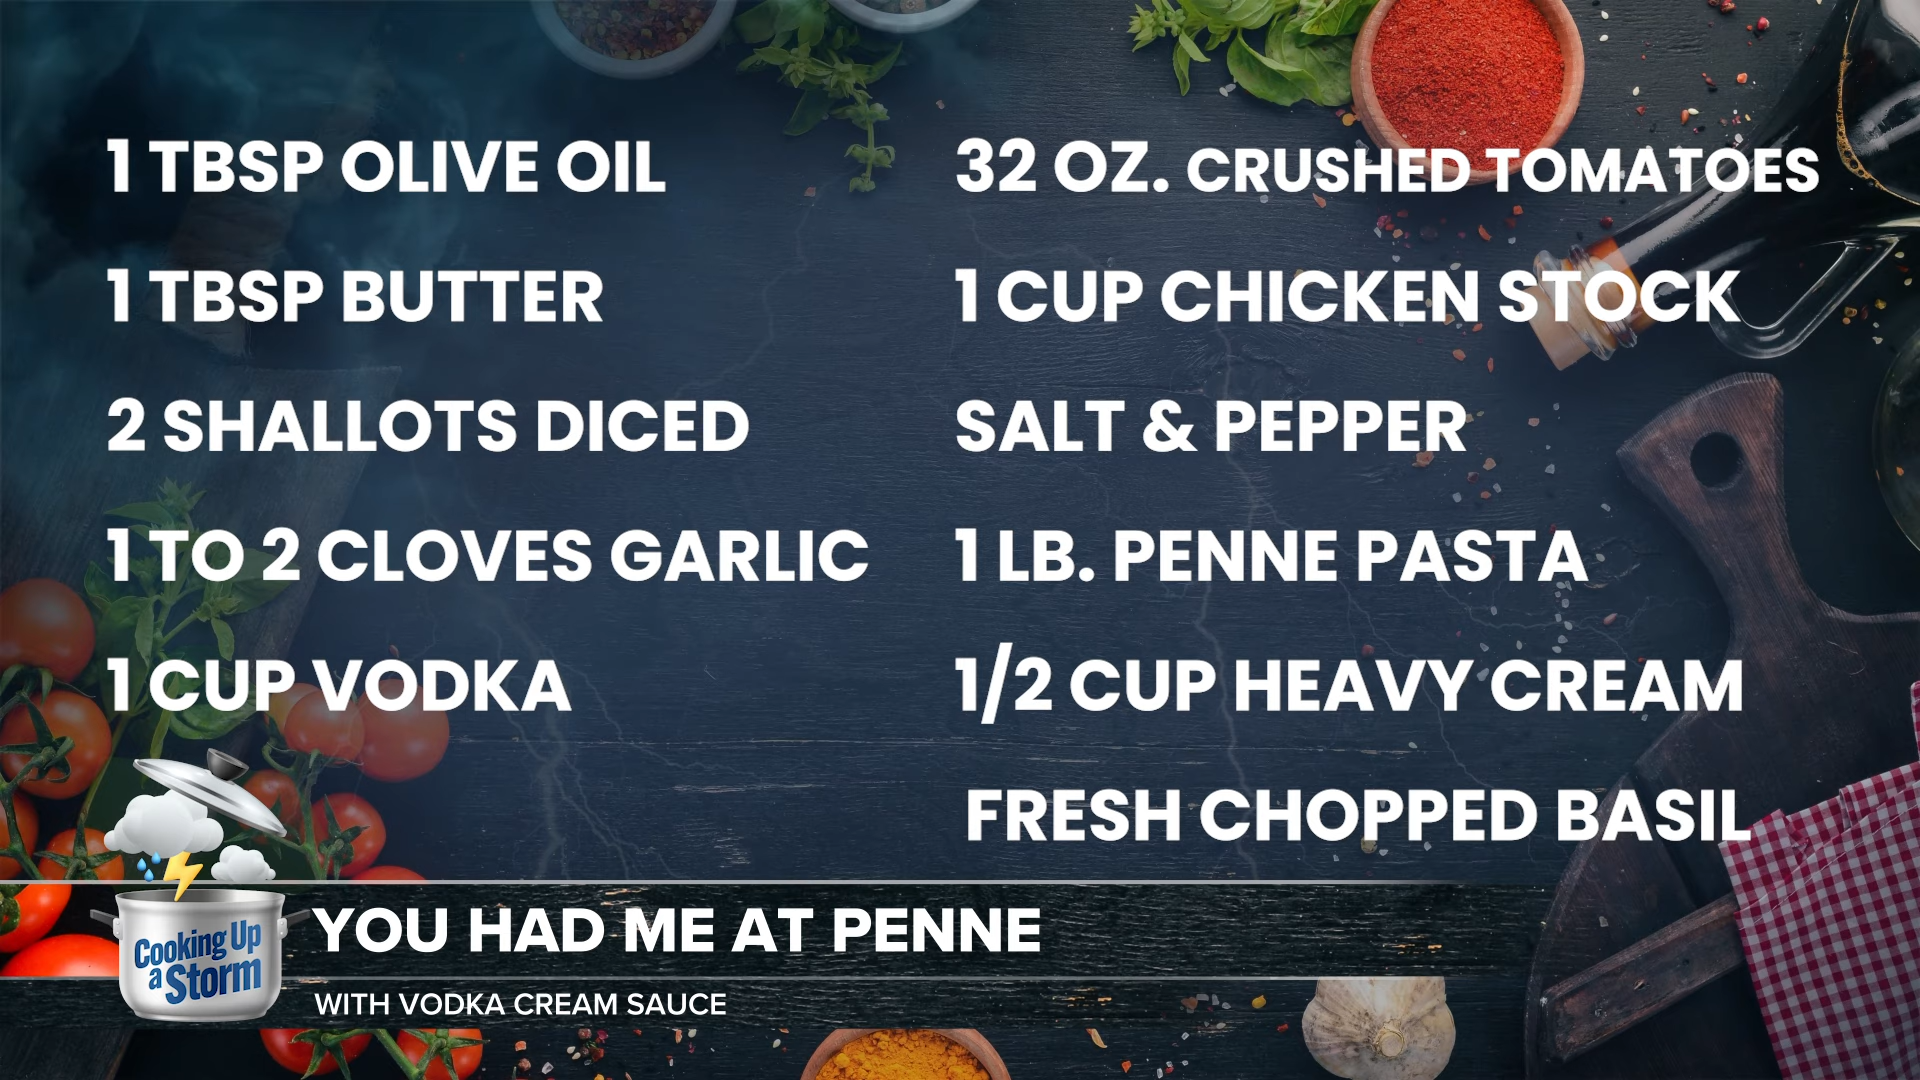 1 TBSP OLIVE OIL
1 TBSP BUTTER
2 SHALLOTS DICED
1 TO 2 CLOVES GARLIC
1 CUP VODKA
32 OZ. CRUSHED TOMATOES
1 CUP CHICKEN STOCK
SALT & PEPPER
1 LB. PENNE PASTA
1/2 CUP HEAVY CREAM
FRESH CHOPPED BASIL
Cooking Up
a Storm
YOU HAD ME AT PENNE
WITH VODKA CREAM SAUCE